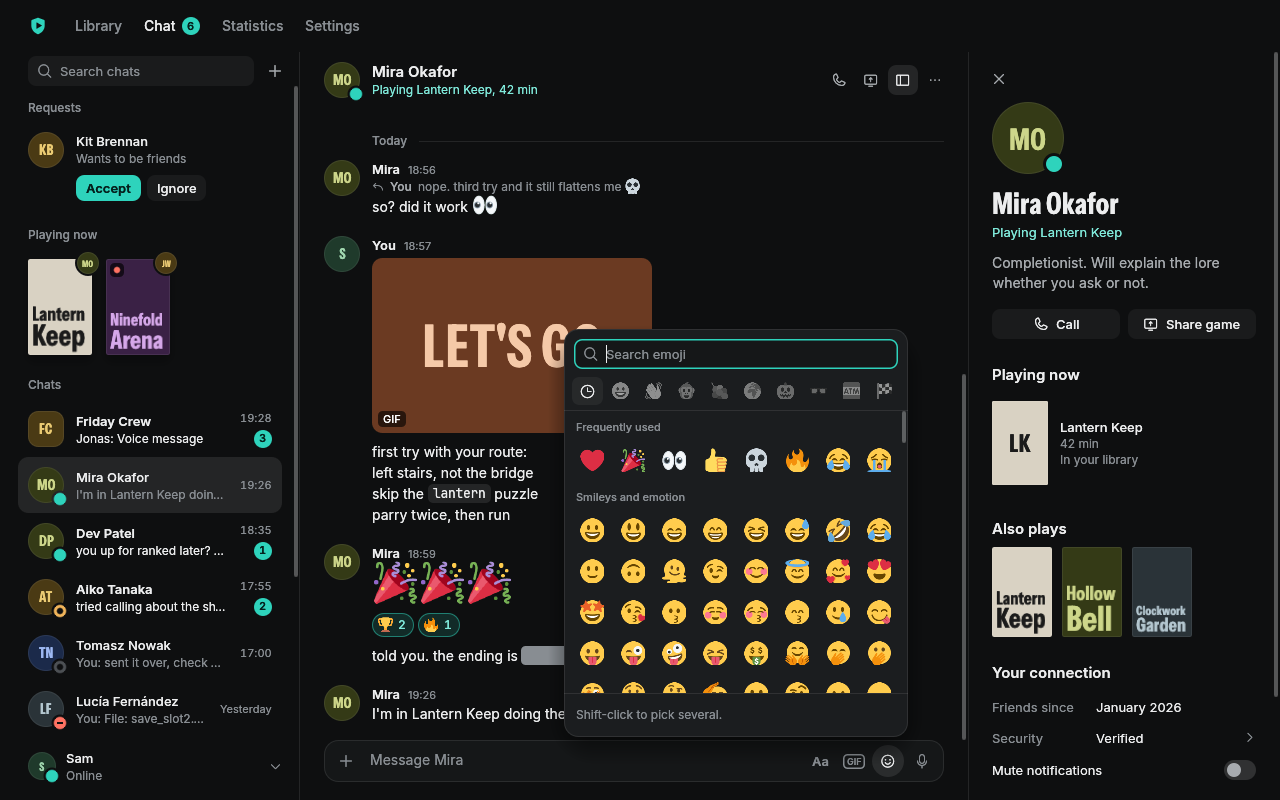 Library
Chat 6
Statistics
Settings
Search chats
Requests
KB
Kit Brennan
Wants to be friends
Accept
Ignore
Playing now
MO
Lantern
Keep
JW
Ninefold
Arena
Chats
FC
Friday Crew
19:28
Jonas: Voice message
3
MO
Mira Okafor
19:26
I'm in Lantern Keep doin...
DP
Dev Patel
18:35
you up for ranked later? ...
1
AT
Aiko Tanaka
17:55
tried calling about the sh...
2
TN
Tomasz Nowak
17:00
You: sent it over, check ...
LF
Lucía Fernández
Yesterday
You: File: save_slot2....
S
Sam
Online
MO
Mira Okafor
Playing Lantern Keep, 42 min
Today
MO
Mira 18:56
You nope. third try and it still flattens me 💀
so? did it work 👀
S
You 18:57
LET'S G
GIF
first try with your route:
left stairs, not the bridge
skip the lantern puzzle
parry twice, then run
MO
Mira 18:59
🎉🎉🎉
🏆 2
🔥 1
told you. the ending is
MO
Mira 19:26
I'm in Lantern Keep doing the
Message Mira
Aa
GIF
Search emoji
ATM
Frequently used
Smileys and emotion
Shift-click to pick several.
MO
Mira Okafor
Playing Lantern Keep
Completionist. Will explain the lore
whether you ask or not.
Call
Share game
Playing now
LK
Lantern Keep
42 min
In your library
Also plays
Lantern
Keep
Hollow
Bell
Clockwork
Garden
Your connection
Friends since January 2026
Security Verified
Mute notifications